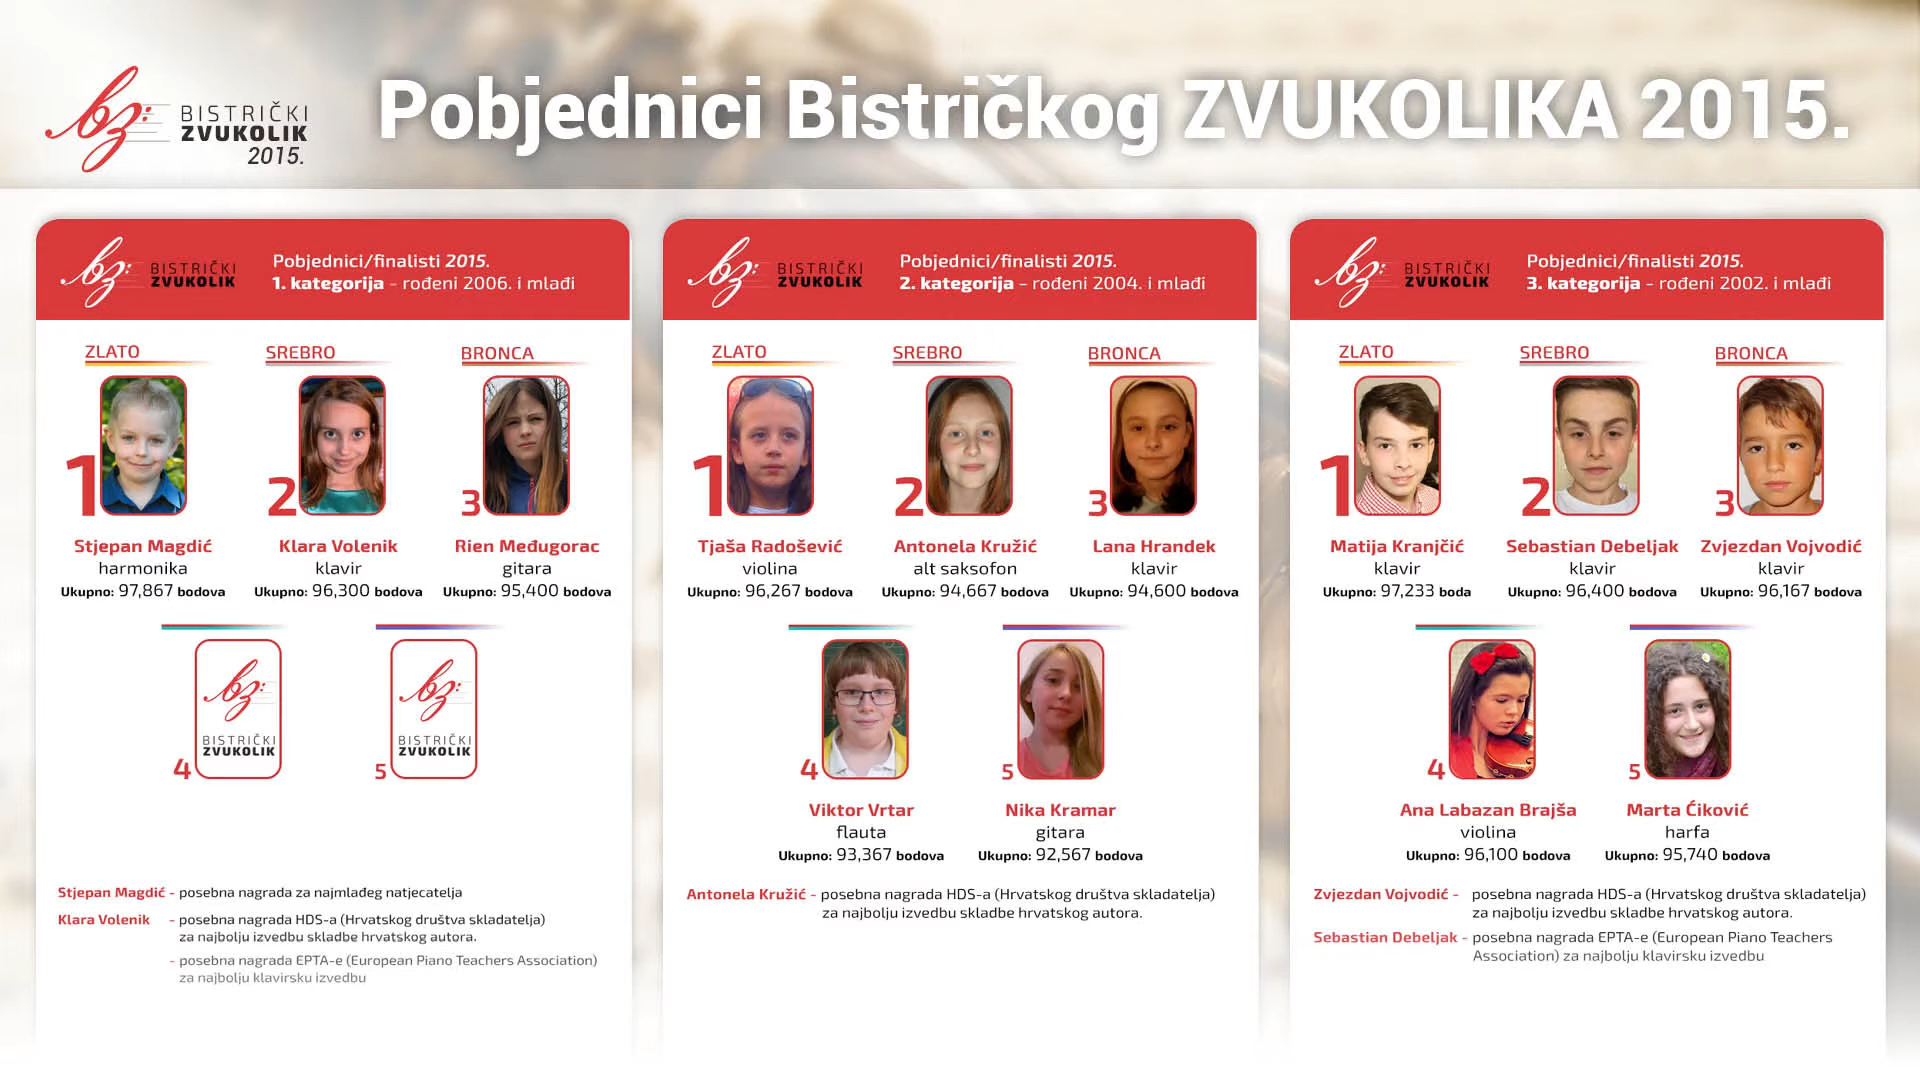 BISTRIČKI
ZVUKOLIK
2015.
Pobjednici Bistričkog ZVUKOLIKA 2015.
BISTRIČKI
ZVUKOLIK
Pobjednici/finalisti 2015.
1. kategorija - rođeni 2006. i mlađi
ZLATO
SREBRO
BRONCA
1
2
3
Stjepan Magdić
harmonika
Ukupno: 97,867 bodova
Klara Volenik
klavir
Ukupno: 96,300 bodova
Rien Međugorac
gitara
Ukupno: 95,400 bodova
BISTRIČKI
ZVUKOLIK
4
BISTRIČKI
ZVUKOLIK
5
Stjepan Magdić - posebna nagrada za najmlađeg natjecatelja
Klara Volenik - posebna nagrada HDS-a (Hrvatskog društva skladatelja)
za najbolju izvedbu skladbe hrvatskog autora.
- posebna nagrada EPTA-e (European Piano Teachers Association)
za najbolju klavirsku izvedbu
BISTRIČKI
ZVUKOLIK
Pobjednici/finalisti 2015.
2. kategorija - rođeni 2004. i mlađi
ZLATO
SREBRO
BRONCA
1
2
3
Tjaša Radošević
violina
Ukupno: 96,267 bodova
Antonela Kružić
alt saksofon
Ukupno: 94,667 bodova
Lana Hrandek
klavir
Ukupno: 94,600 bodova
4
5
Viktor Vrtar
flauta
Ukupno: 93,367 bodova
Nika Kramar
gitara
Ukupno: 92,567 bodova
Antonela Kružić - posebna nagrada HDS-a (Hrvatskog društva skladatelja)
za najbolju izvedbu skladbe hrvatskog autora.
BISTRIČKI
ZVUKOLIK
Pobjednici/finalisti 2015.
3. kategorija - rođeni 2002. i mlađi
ZLATO
SREBRO
BRONCA
1
2
3
Matija Kranjčić
klavir
Ukupno: 97,233 boda
Sebastian Debeljak
klavir
Ukupno: 96,400 bodova
Zvjezdan Vojvodić
klavir
Ukupno: 96,167 bodova
4
5
Ana Labazan Brajša
violina
Ukupno: 96,100 bodova
Marta Ćiković
harfa
Ukupno: 95,740 bodova
Zvjezdan Vojvodić - posebna nagrada HDS-a (Hrvatskog društva skladatelja)
za najbolju izvedbu skladbe hrvatskog autora.
Sebastian Debeljak - posebna nagrada EPTA-e (European Piano Teachers
Association) za najbolju klavirsku izvedbu